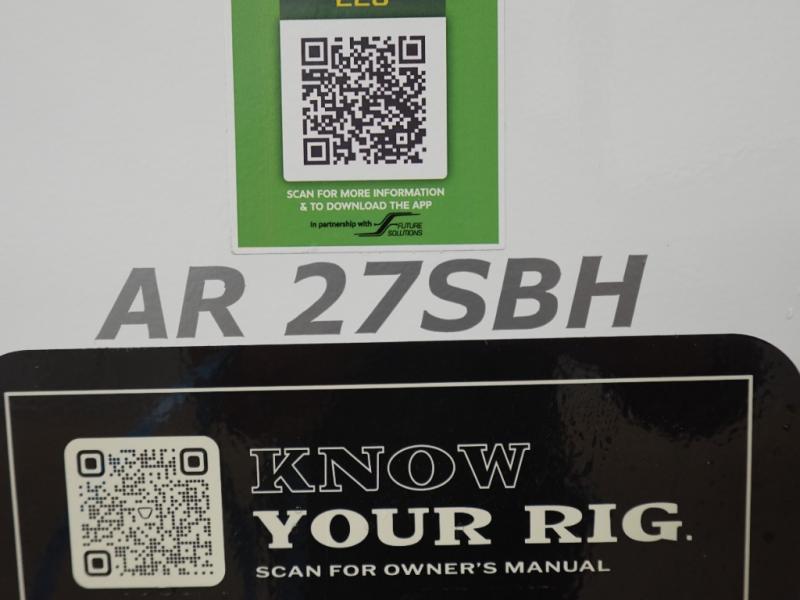 SCAN FOR MORE INFORMATION
& TO DOWNLOAD THE APP
In partnership with FUTURE
SOLUTIONS
AR 27SBH
KNOW
YOUR RIG.
SCAN FOR OWNER'S MANUAL